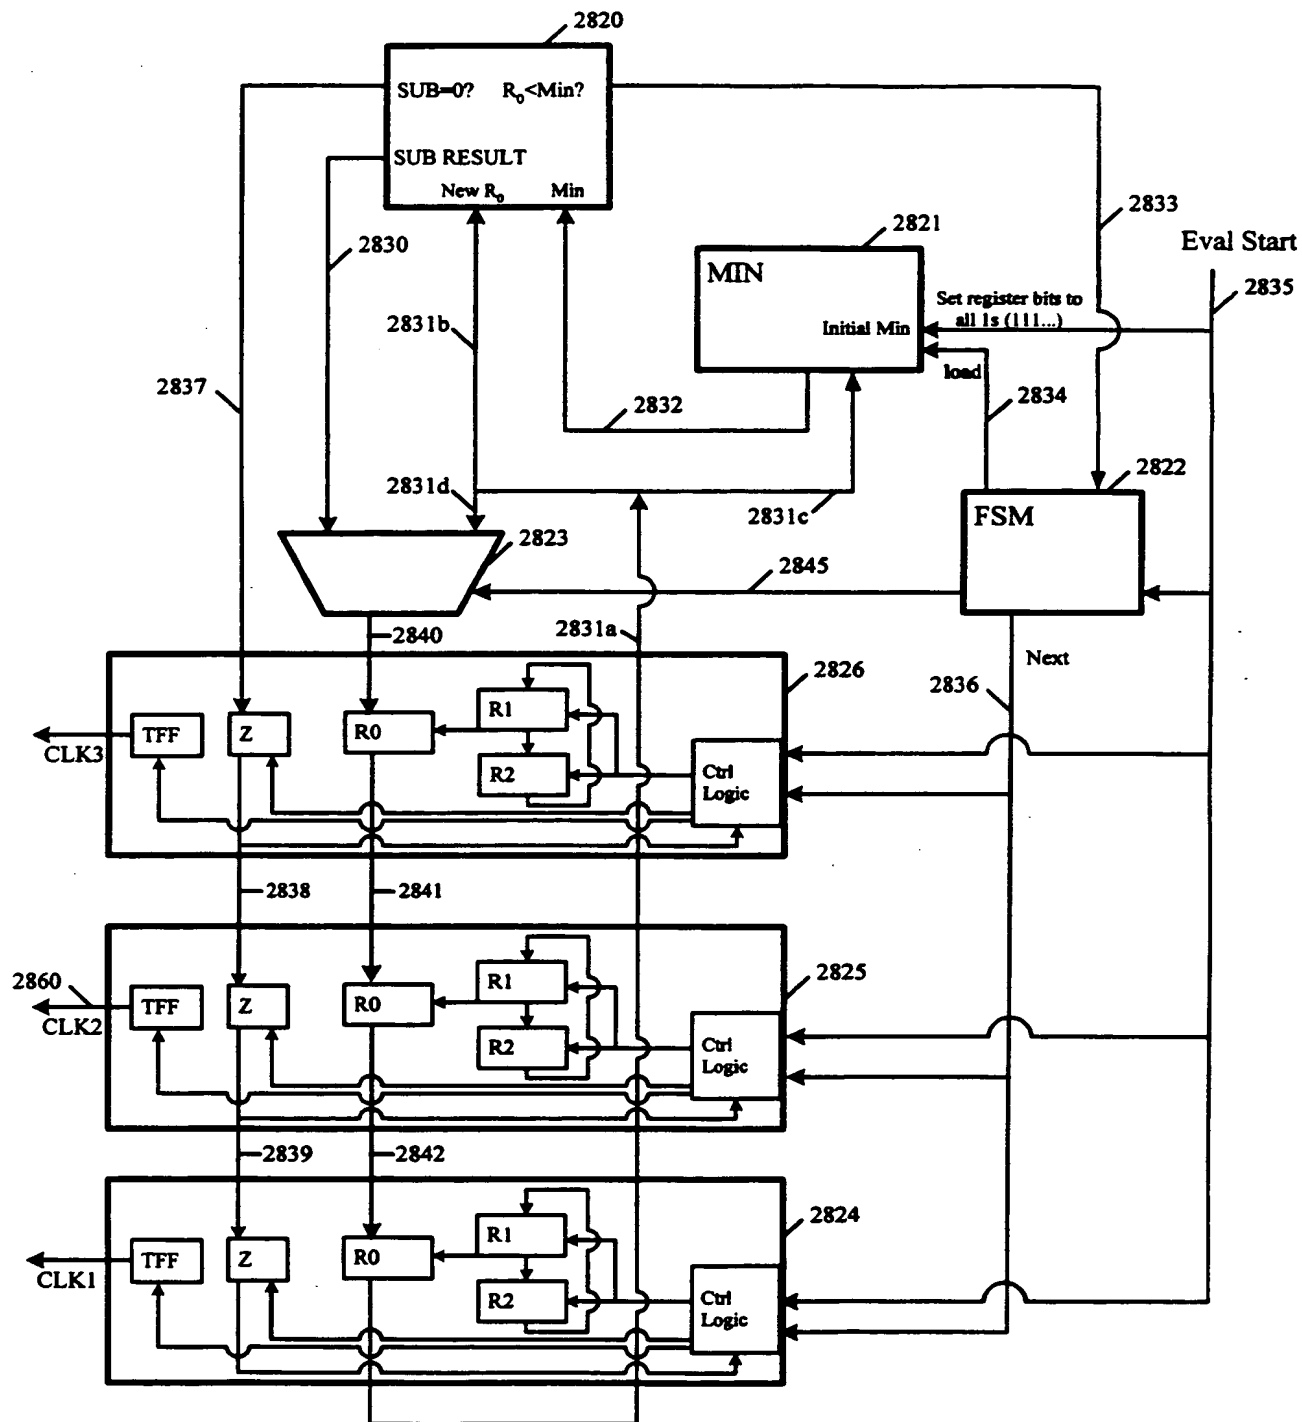 2820
SUB=0? R₀<Min?
SUB RESULT
New R₀ Min
2833
2821
Eval Start
2830
MIN
2835
Set register bits to
all 1s (111...)
Initial Min
2831b
load
2837
2832
2834
2822
2831d
2831c
FSM
2823
2845
2840
2831a
Next
2826
2836
R1
TFF
Z
R0
CLK3
R2
Ctrl
Logic
2838
2841
2860
R1
2825
TFF
Z
R0
CLK2
R2
Ctrl
Logic
2839
2842
R1
2824
TFF
Z
R0
CLK1
R2
Ctrl
Logic